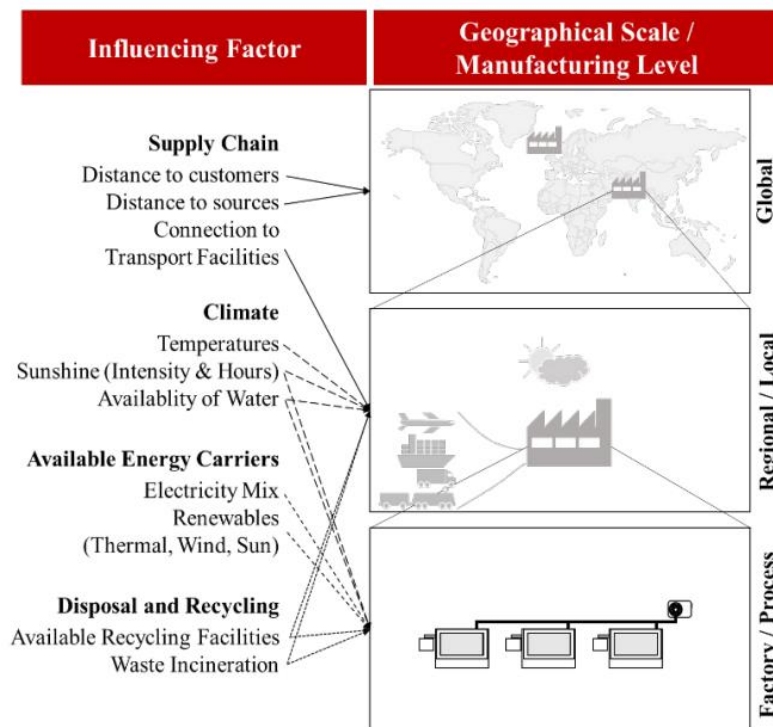 Influencing Factor
Geographical Scale /
Manufacturing Level
Supply Chain
Distance to customers
Distance to sources
Connection to
Transport Facilities
Climate
Temperatures
Sunshine (Intensity & Hours)
Availablity of Water
Available Energy Carriers
Electricity Mix
Renewables
(Thermal, Wind, Sun)
Disposal and Recycling
Available Recycling Facilities
Waste Incineration
Global
Regional / Local
Factory / Process